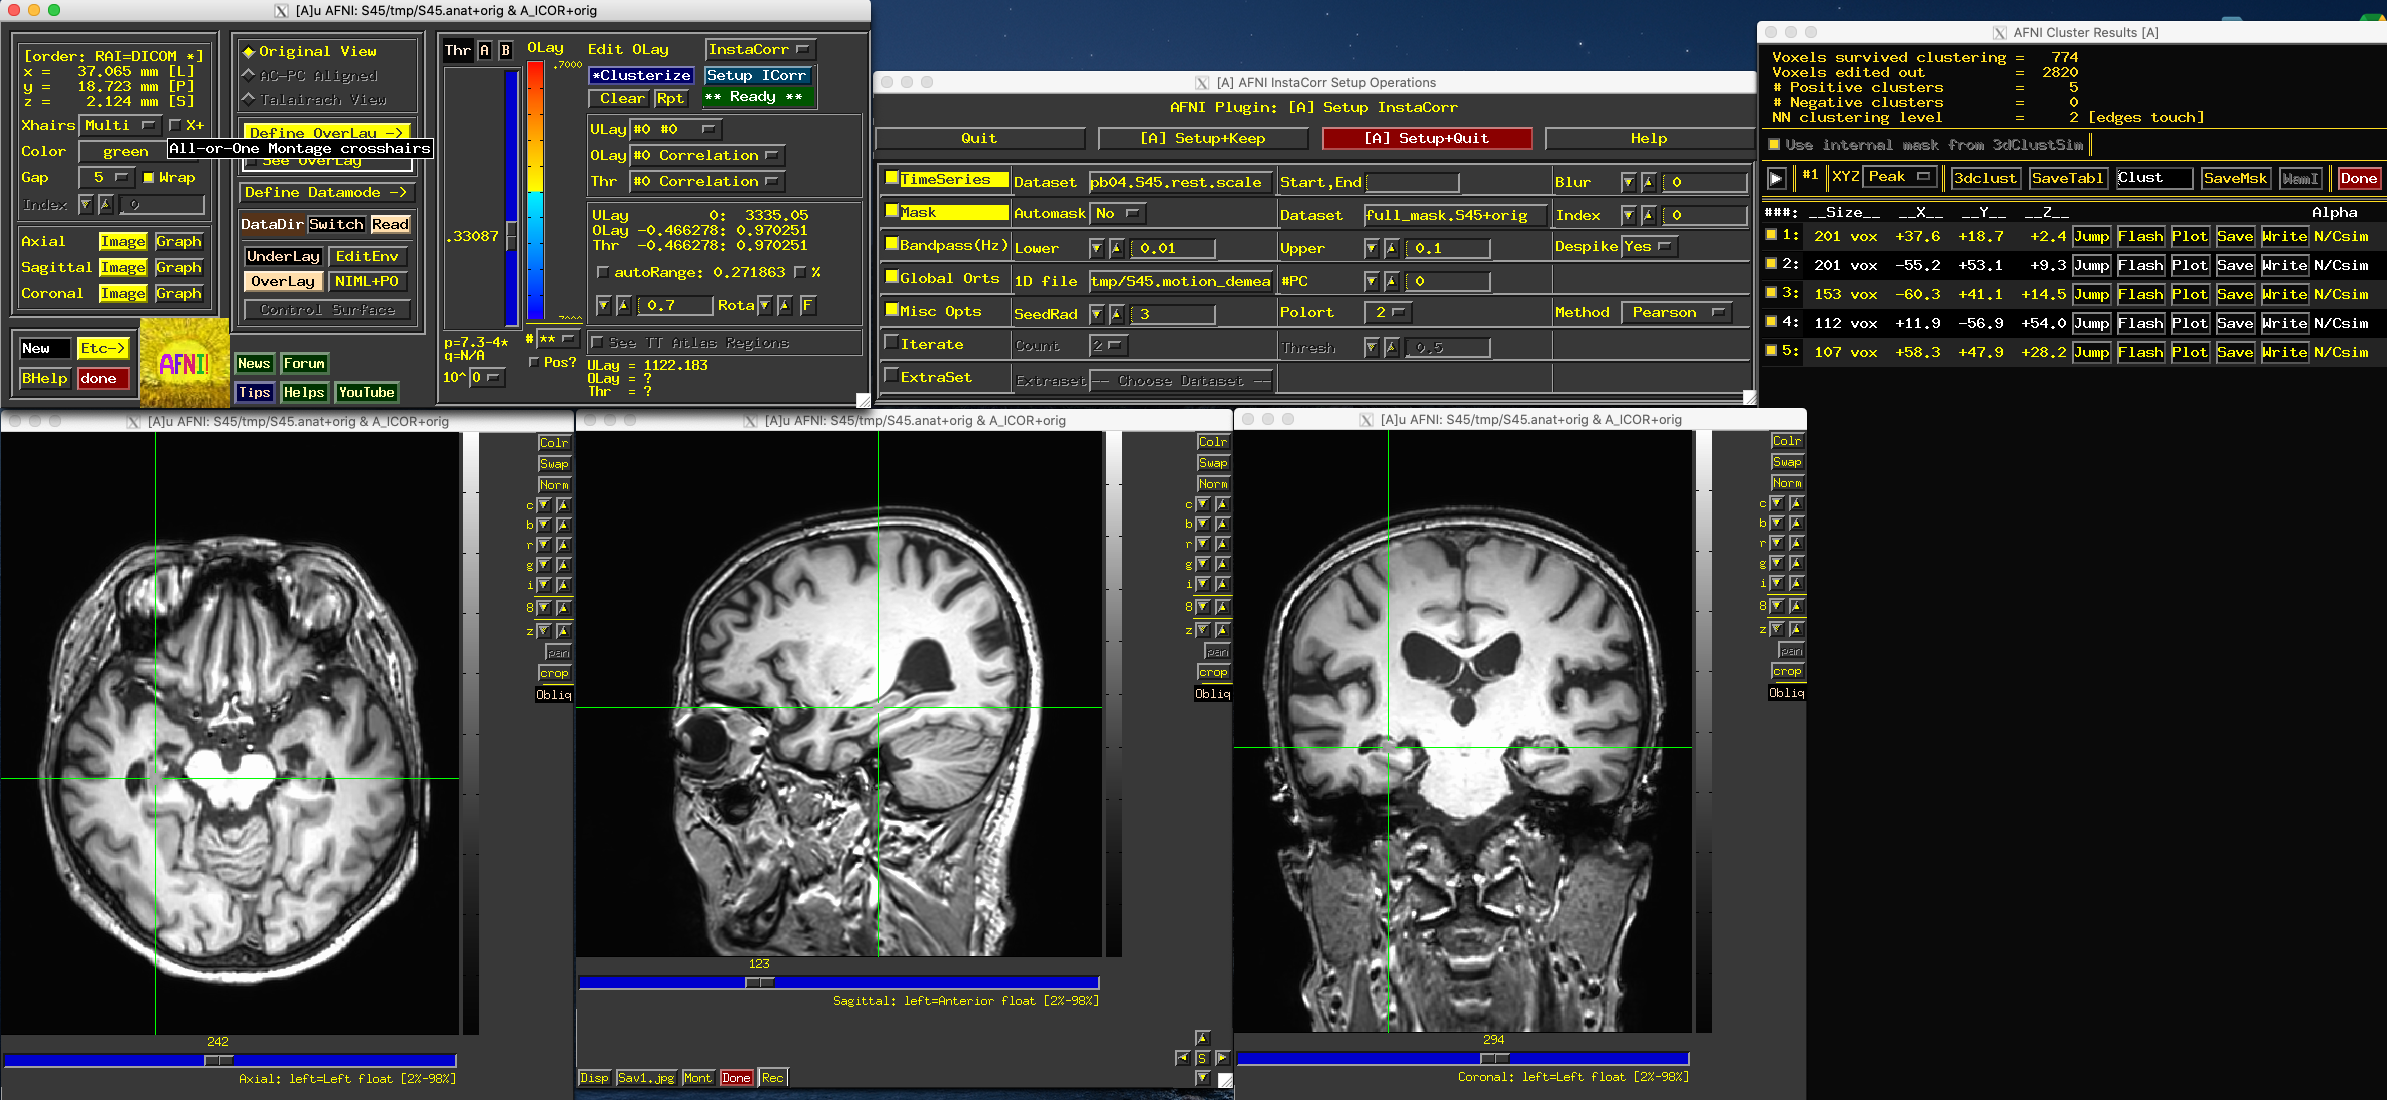 [A]u AFNI: S45/tmp/S45.anat+orig & A_ICOR+orig
[order: RAI=DICOM *]
x = 37.065 mm [L]
y = 18.723 mm [P]
z = 2.124 mm [S]
Xhairs Multi X+
Color green
Gap 5 Wrap
Index 0
Axial Image Graph
Sagittal Image Graph
Coronal Image Graph
New Etc->
BHelp done
AFNI!
Original View
AC-PC Aligned
Talairach View
Define OverLay ->
All-or-One Montage crosshairs
See OverLay
Define Datamode ->
DataDir Switch Read
UnderLay EditEnv
OverLay NIML+PO
Control Surface
News Forum
Tips Helps YouTube
Thr A B
.33087
p=7.3-4*
q=N/A
10^ 0
OLay
.7000
# **
Pos?
Edit OLay InstaCorr
*Clusterize Setup ICorr
Clear Rpt ** Ready **
ULay #0 #0
OLay #0 Correlation
Thr #0 Correlation
ULay 0: 3335.05
OLay -0.466278: 0.970251
Thr -0.466278: 0.970251
autoRange: 0.271863 %
0.7 Rota F
See TT Atlas Regions
ULay = 1122.183
OLay = ?
Thr = ?
[A] AFNI InstaCorr Setup Operations
AFNI Plugin: [A] Setup InstaCorr
Quit [A] Setup+Keep [A] Setup+Quit Help
TimeSeries Dataset pb04.S45.rest.scale Start,End Blur 0
Mask Automask No Dataset full_mask.S45+orig Index 0
Bandpass(Hz) Lower 0.01 Upper 0.1 Despike Yes
Global Orts 1D file tmp/S45.motion_demea #PC 0
Misc Opts SeedRad 3 Polort 2 Method Pearson
Iterate Count 2 Thresh 0.5
ExtraSet Extraset -- Choose Dataset --
AFNI Cluster Results [A]
Voxels survived clustering = 774
Voxels edited out = 2820
# Positive clusters = 5
# Negative clusters = 0
NN clustering level = 2 [edges touch]
Use internal mask from 3dClustSim
#1 XYZ Peak 3dclust SaveTabl Clust SaveMsk WamI Done
###: __Size__ __X__ __Y__ __Z__ Alpha
1: 201 vox +37.6 +18.7 +2.4 Jump Flash Plot Save Write N/Csim
2: 201 vox -55.2 +53.1 +9.3 Jump Flash Plot Save Write N/Csim
3: 153 vox -60.3 +41.1 +14.5 Jump Flash Plot Save Write N/Csim
4: 112 vox +11.9 -56.9 +54.0 Jump Flash Plot Save Write N/Csim
5: 107 vox +58.3 +47.9 +28.2 Jump Flash Plot Save Write N/Csim
[A]u AFNI: S45/tmp/S45.anat+orig & A_ICOR+orig
Colr
Swap
Norm
c
b
r
g
i
8
z
pan
crop
Obliq
242
Axial: left=Left float [2%-98%]
[A]u AFNI: S45/tmp/S45.anat+orig & A_ICOR+orig
Colr
Swap
Norm
c
b
r
g
i
8
z
pan
crop
Obliq
123
Sagittal: left=Anterior float [2%-98%]
S
Disp Sav1.jpg Mont Done Rec
[A]u AFNI: S45/tmp/S45.anat+orig & A_ICOR+orig
Colr
Swap
Norm
c
b
r
g
i
8
z
pan
crop
Obliq
294
Coronal: left=Left float [2%-98%]